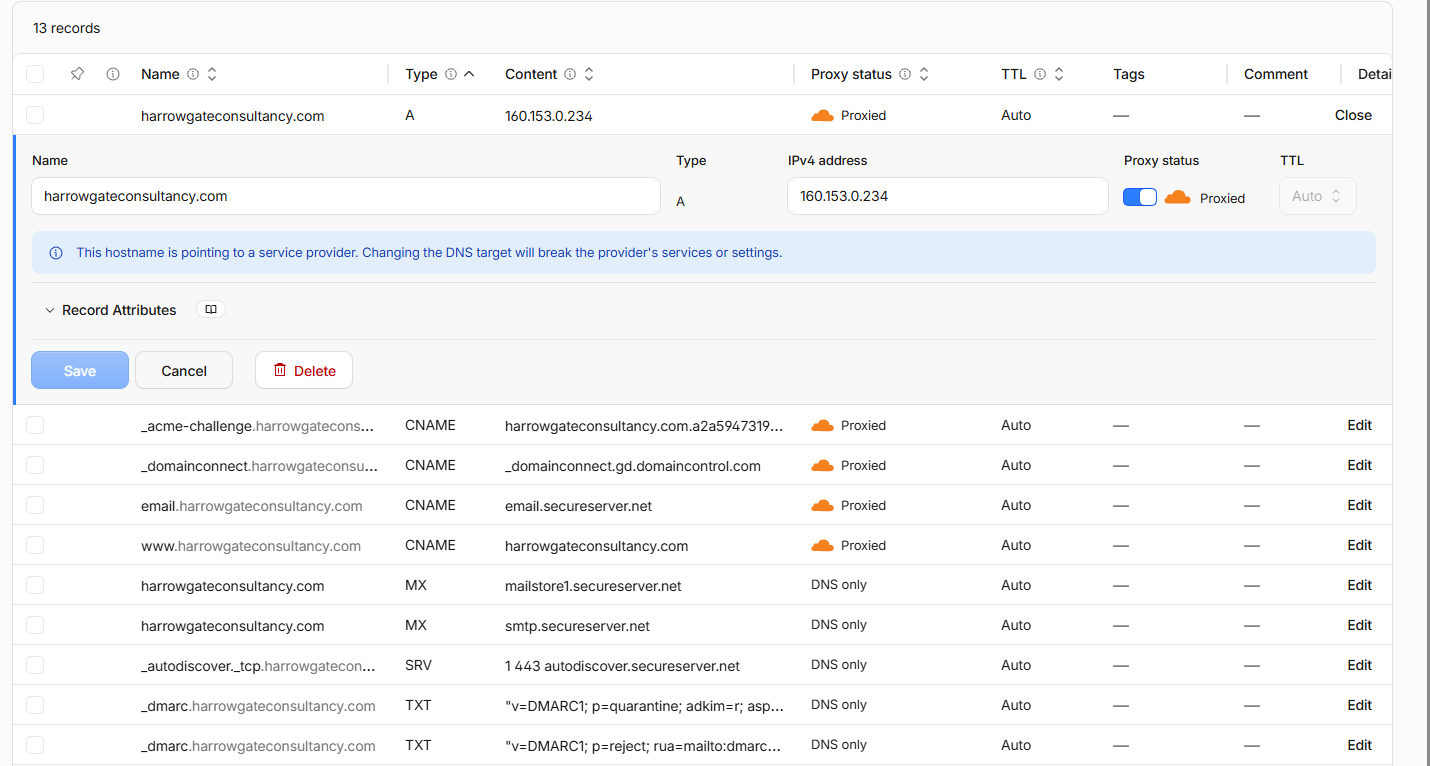 13 records
Name Type Content Proxy status TTL Tags Comment Detai
harrowgateconsultancy.com A 160.153.0.234 Proxied Auto — — Close
Name Type IPv4 address Proxy status TTL
harrowgateconsultancy.com A 160.153.0.234 Proxied Auto
This hostname is pointing to a service provider. Changing the DNS target will break the provider's services or settings.
Record Attributes
Save Cancel Delete
_acme-challenge.harrowgatecons... CNAME harrowgateconsultancy.com.a2a5947319... Proxied Auto — — Edit
_domainconnect.harrowgateconsu... CNAME _domainconnect.gd.domaincontrol.com Proxied Auto — — Edit
email.harrowgateconsultancy.com CNAME email.secureserver.net Proxied Auto — — Edit
www.harrowgateconsultancy.com CNAME harrowgateconsultancy.com Proxied Auto — — Edit
harrowgateconsultancy.com MX mailstore1.secureserver.net DNS only Auto — — Edit
harrowgateconsultancy.com MX smtp.secureserver.net DNS only Auto — — Edit
_autodiscover._tcp.harrowgatecon... SRV 1 443 autodiscover.secureserver.net DNS only Auto — — Edit
_dmarc.harrowgateconsultancy.com TXT "v=DMARC1; p=quarantine; adkim=r; asp... DNS only Auto — — Edit
_dmarc.harrowgateconsultancy.com TXT "v=DMARC1; p=reject; rua=mailto:dmarc... DNS only Auto — — Edit